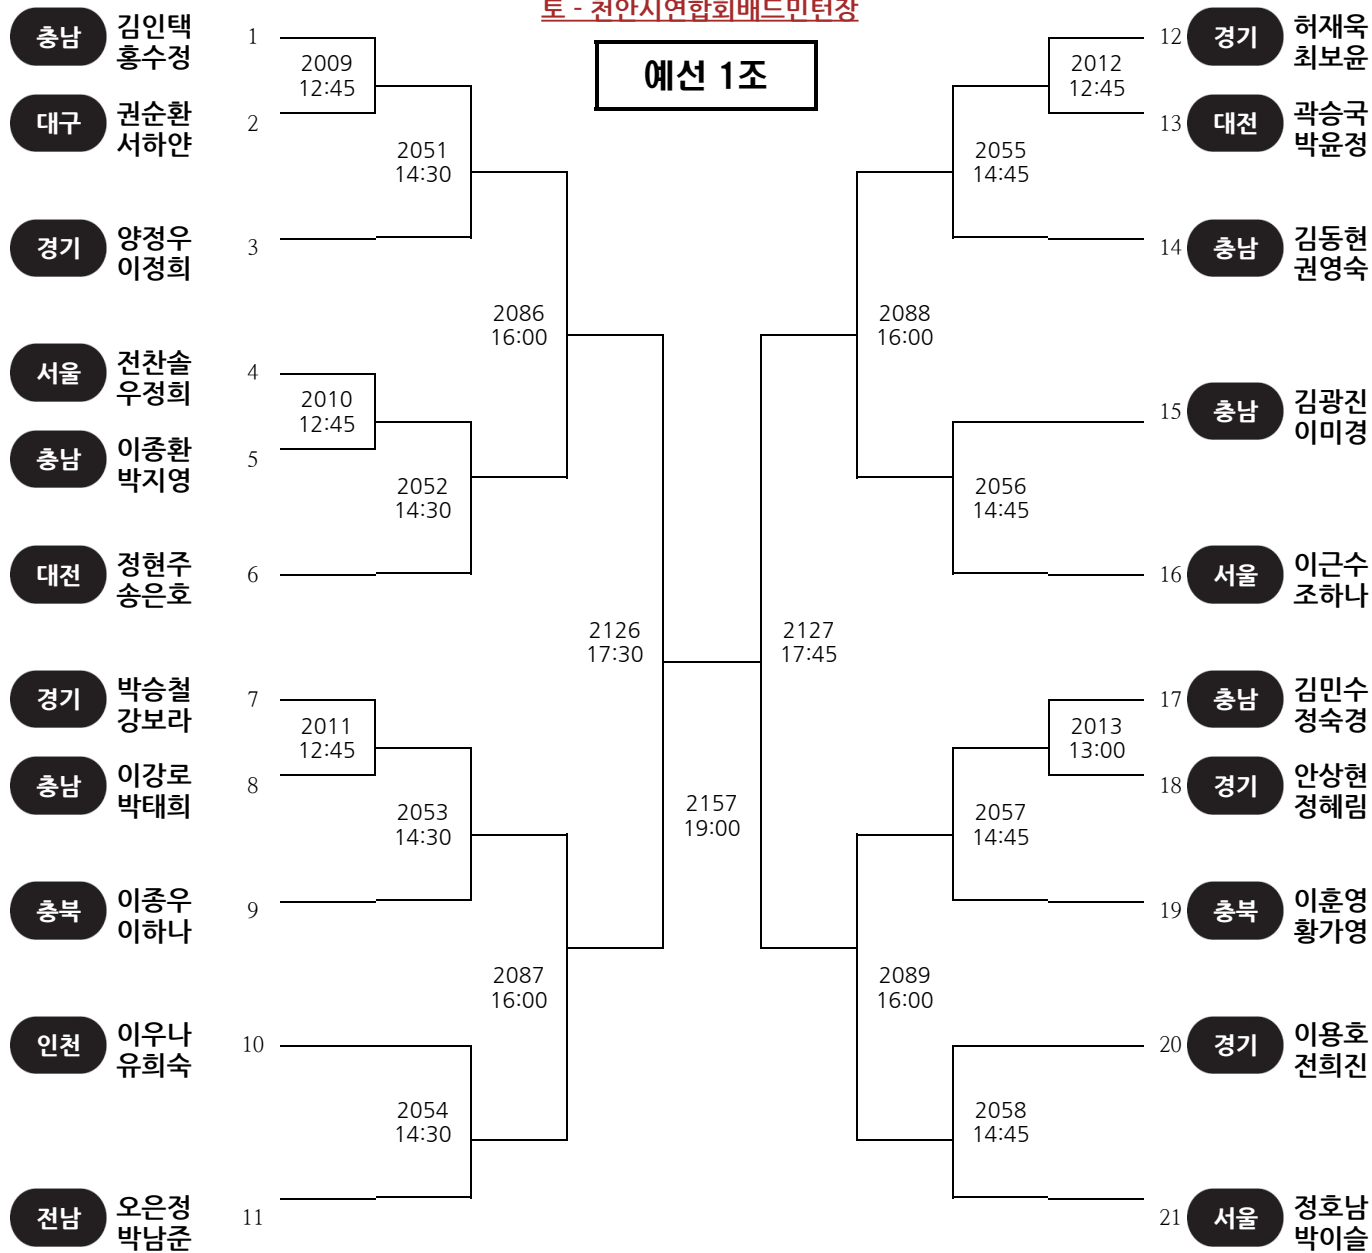 토 - 천안시연합회배드민턴장
예선 1조
충남 김인택 홍수정 1
대구 권순환 서하얀 2
경기 양정우 이정희 3
서울 전찬솔 우정희 4
충남 이종환 박지영 5
대전 정현주 송은호 6
경기 박승철 강보라 7
충남 이강로 박태희 8
충북 이종우 이하나 9
인천 이우나 유희숙 10
전남 오은정 박남준 11
2009
12:45
2010
12:45
2011
12:45
2051
14:30
2052
14:30
2053
14:30
2054
14:30
2086
16:00
2087
16:00
2126
17:30
2157
19:00
2127
17:45
2088
16:00
2089
16:00
2055
14:45
2056
14:45
2057
14:45
2058
14:45
2012
12:45
2013
13:00
12 경기 허재욱 최보윤
13 대전 곽승국 박윤정
14 충남 김동현 권영숙
15 충남 김광진 이미경
16 서울 이근수 조하나
17 충남 김민수 정숙경
18 경기 안상현 정혜림
19 충북 이훈영 황가영
20 경기 이용호 전희진
21 서울 정호남 박이슬